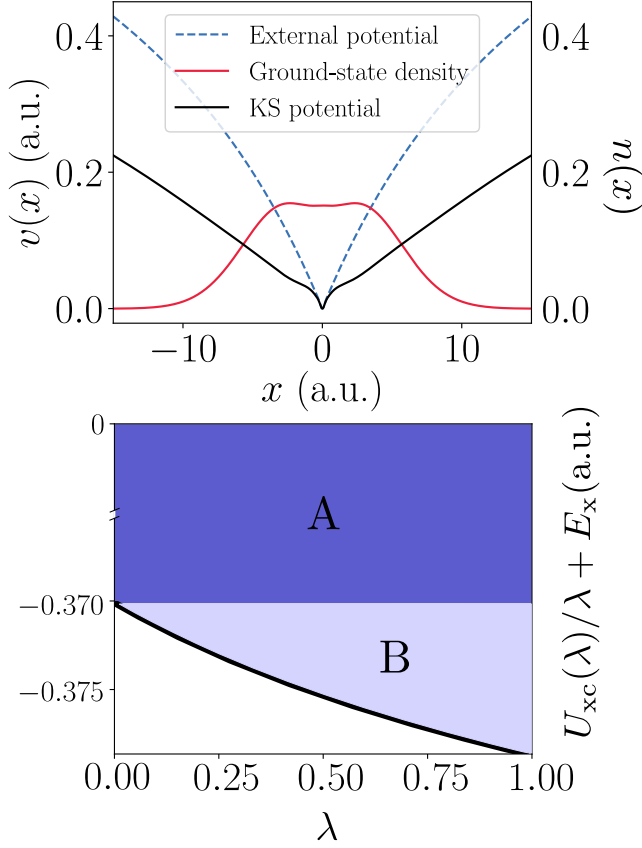 0.4
0.2
0.0
v(x) (a.u.)
External potential
Ground-state density
KS potential
0.4
0.2
0.0
n(x)
−10
0
10
x (a.u.)
0
−0.370
−0.375
A
B
U_xc(λ)/λ + E_x(a.u.)
0.00
0.25
0.50
0.75
1.00
λ